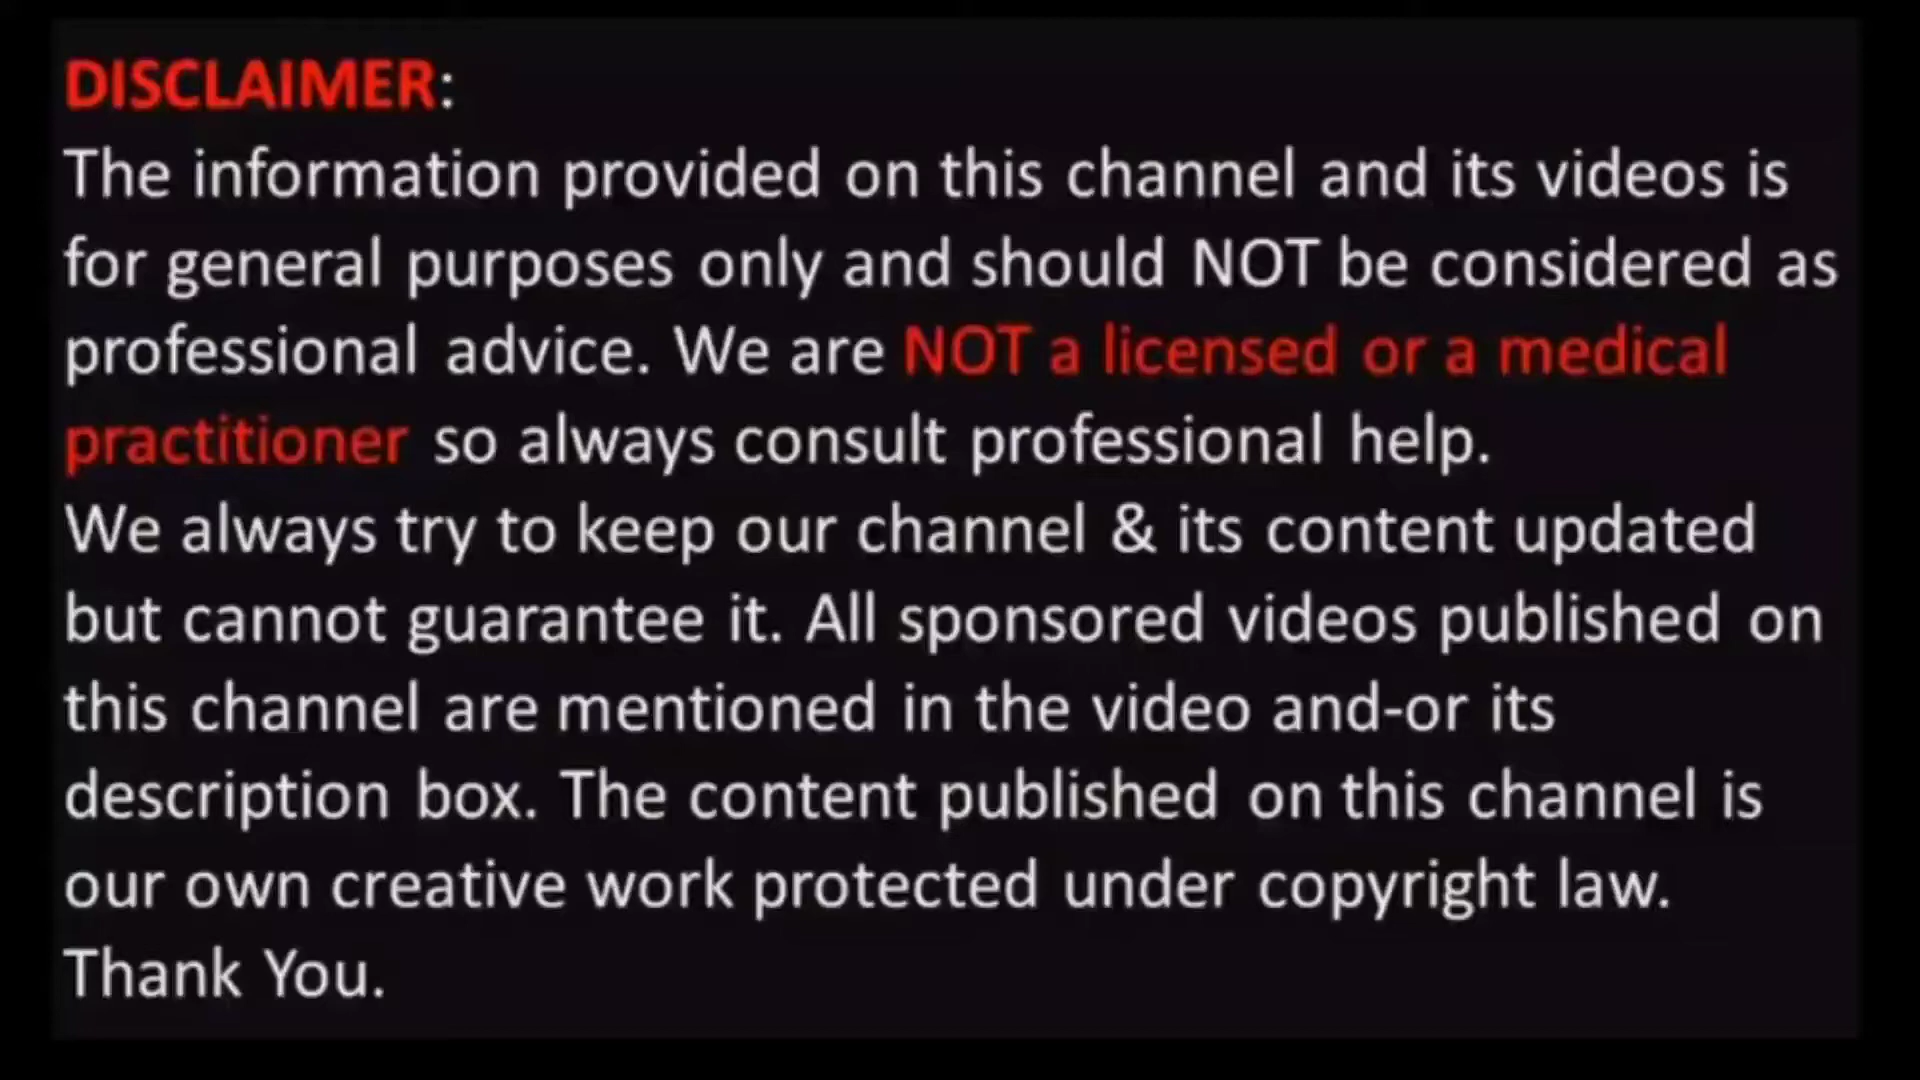 DISCLAIMER:
The information provided on this channel and its videos is
for general purposes only and should NOT be considered as
professional advice. We are NOT a licensed or a medical
practitioner so always consult professional help.
We always try to keep our channel & its content updated
but cannot guarantee it. All sponsored videos published on
this channel are mentioned in the video and-or its
description box. The content published on this channel is
our own creative work protected under copyright law.
Thank You.